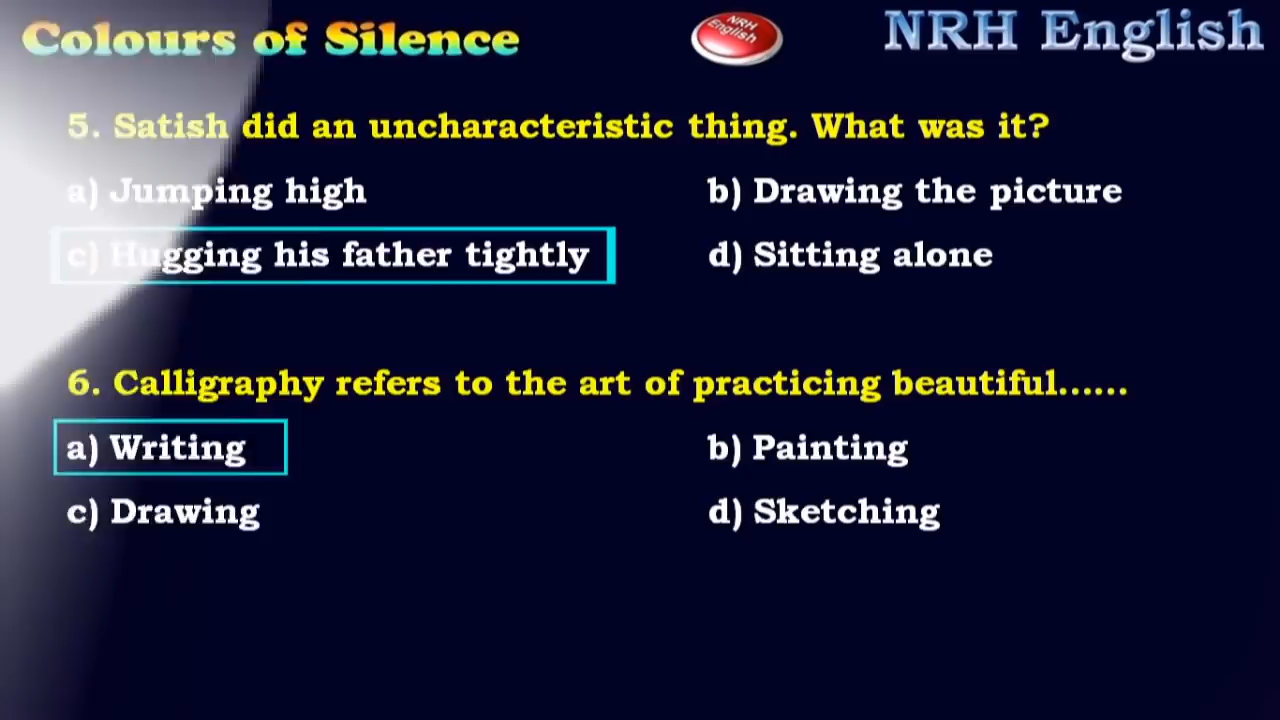 Colours of Silence
NRH English
NRH English
5. Satish did an uncharacteristic thing. What was it?
a) Jumping high
b) Drawing the picture
c) Hugging his father tightly
d) Sitting alone
6. Calligraphy refers to the art of practicing beautiful......
a) Writing
b) Painting
c) Drawing
d) Sketching